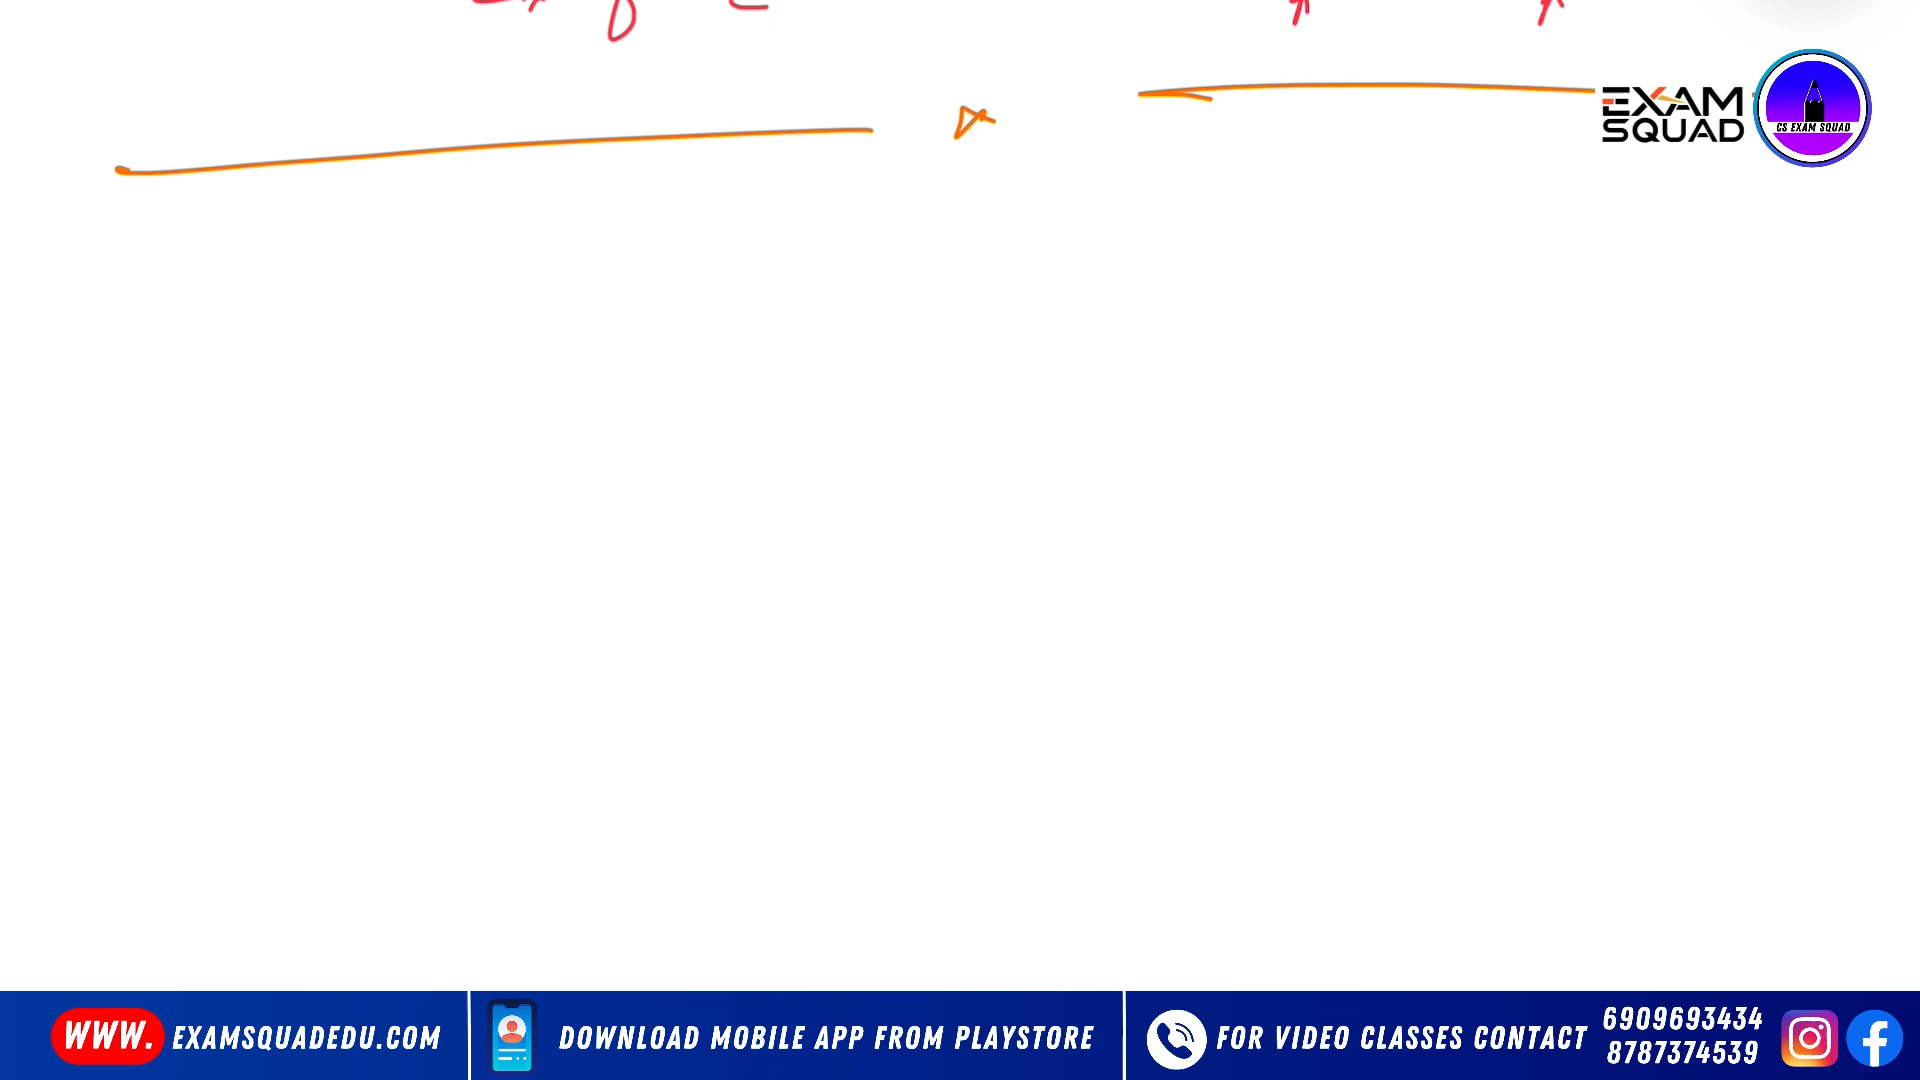 EXAM
SQUAD
CS EXAM SQUAD
WWW. EXAMSQUADEDU.COM
DOWNLOAD MOBILE APP FROM PLAYSTORE
FOR VIDEO CLASSES CONTACT
6909693434
8787374539